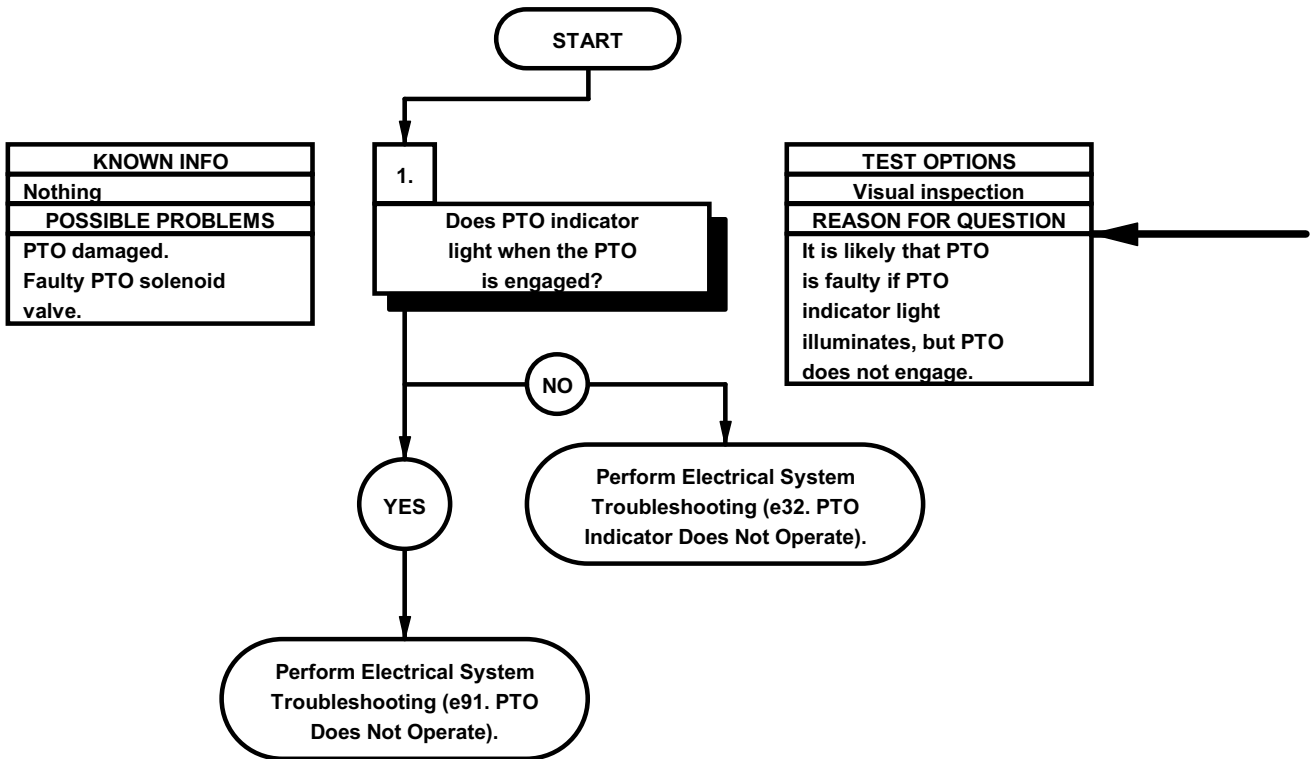 START
KNOWN INFO
Nothing
POSSIBLE PROBLEMS
PTO damaged.
Faulty PTO solenoid
valve.
1.
Does PTO indicator
light when the PTO
is engaged?
TEST OPTIONS
Visual inspection
REASON FOR QUESTION
It is likely that PTO
is faulty if PTO
indicator light
illuminates, but PTO
does not engage.
NO
YES
Perform Electrical System
Troubleshooting (e32. PTO
Indicator Does Not Operate).
Perform Electrical System
Troubleshooting (e91. PTO
Does Not Operate).